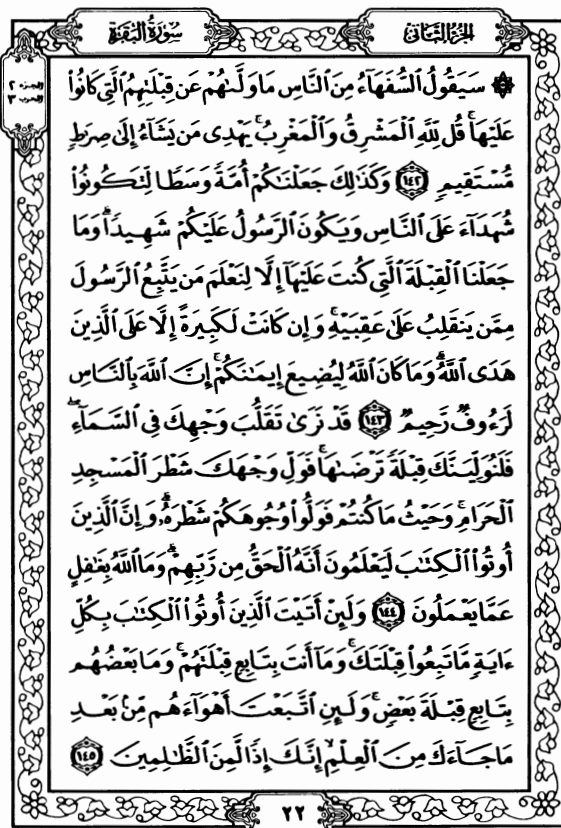 الجزء الثاني
سورة البقرة
الجزء ٢
الحزب ٣
۞ سَيَقُولُ ٱلسُّفَهَآءُ مِنَ ٱلنَّاسِ مَا وَلَّىٰهُمْ عَن قِبْلَتِهِمُ ٱلَّتِى كَانُوا۟
عَلَيْهَا ۚ قُل لِّلَّهِ ٱلْمَشْرِقُ وَٱلْمَغْرِبُ ۚ يَهْدِى مَن يَشَآءُ إِلَىٰ صِرَٰطٍ
مُّسْتَقِيمٍ ١٤٢ وَكَذَٰلِكَ جَعَلْنَٰكُمْ أُمَّةً وَسَطًا لِّتَكُونُوا۟
شُهَدَآءَ عَلَى ٱلنَّاسِ وَيَكُونَ ٱلرَّسُولُ عَلَيْكُمْ شَهِيدًا ۗ وَمَا
جَعَلْنَا ٱلْقِبْلَةَ ٱلَّتِى كُنتَ عَلَيْهَآ إِلَّا لِنَعْلَمَ مَن يَتَّبِعُ ٱلرَّسُولَ
مِمَّن يَنقَلِبُ عَلَىٰ عَقِبَيْهِ ۚ وَإِن كَانَتْ لَكَبِيرَةً إِلَّا عَلَى ٱلَّذِينَ
هَدَى ٱللَّهُ ۗ وَمَا كَانَ ٱللَّهُ لِيُضِيعَ إِيمَٰنَكُمْ ۚ إِنَّ ٱللَّهَ بِٱلنَّاسِ
لَرَءُوفٌ رَّحِيمٌ ١٤٣ قَدْ نَرَىٰ تَقَلُّبَ وَجْهِكَ فِى ٱلسَّمَآءِ ۖ
فَلَنُوَلِّيَنَّكَ قِبْلَةً تَرْضَىٰهَا ۚ فَوَلِّ وَجْهَكَ شَطْرَ ٱلْمَسْجِدِ
ٱلْحَرَامِ ۚ وَحَيْثُ مَا كُنتُمْ فَوَلُّوا۟ وُجُوهَكُمْ شَطْرَهُۥ ۗ وَإِنَّ ٱلَّذِينَ
أُوتُوا۟ ٱلْكِتَٰبَ لَيَعْلَمُونَ أَنَّهُ ٱلْحَقُّ مِن رَّبِّهِمْ ۗ وَمَا ٱللَّهُ بِغَٰفِلٍ
عَمَّا يَعْمَلُونَ ١٤٤ وَلَئِنْ أَتَيْتَ ٱلَّذِينَ أُوتُوا۟ ٱلْكِتَٰبَ بِكُلِّ
ءَايَةٍ مَّا تَبِعُوا۟ قِبْلَتَكَ ۚ وَمَآ أَنتَ بِتَابِعٍ قِبْلَتَهُمْ ۚ وَمَا بَعْضُهُم
بِتَابِعٍ قِبْلَةَ بَعْضٍ ۚ وَلَئِنِ ٱتَّبَعْتَ أَهْوَآءَهُم مِّنۢ بَعْدِ
مَا جَآءَكَ مِنَ ٱلْعِلْمِ ۙ إِنَّكَ إِذًا لَّمِنَ ٱلظَّٰلِمِينَ ١٤٥
٢٢